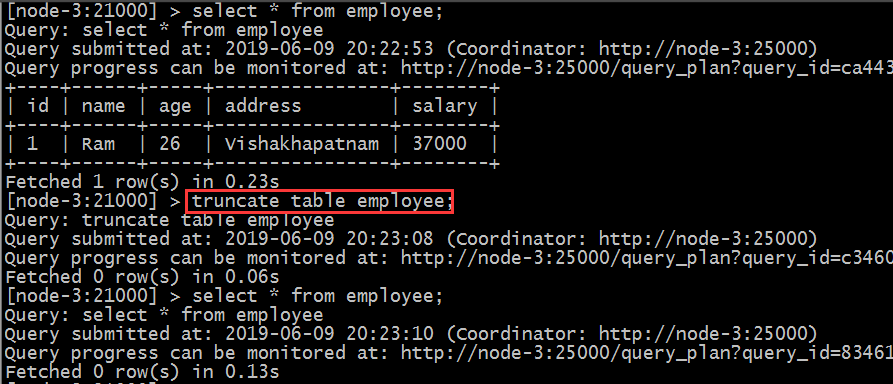 [node-3:21000] > select * from employee;
Query: select * from employee
Query submitted at: 2019-06-09 20:22:53 (Coordinator: http://node-3:25000)
Query progress can be monitored at: http://node-3:25000/query_plan?query_id=ca443
+----+------+-----+---------------+--------+
| id | name | age | address       | salary |
+----+------+-----+---------------+--------+
| 1  | Ram  | 26  | Vishakhapatnam | 37000  |
+----+------+-----+---------------+--------+
Fetched 1 row(s) in 0.23s
[node-3:21000] > truncate table employee;
Query: truncate table employee
Query submitted at: 2019-06-09 20:23:08 (Coordinator: http://node-3:25000)
Query progress can be monitored at: http://node-3:25000/query_plan?query_id=c3460
Fetched 0 row(s) in 0.06s
[node-3:21000] > select * from employee;
Query: select * from employee
Query submitted at: 2019-06-09 20:23:10 (Coordinator: http://node-3:25000)
Query progress can be monitored at: http://node-3:25000/query_plan?query_id=83461
Fetched 0 row(s) in 0.13s